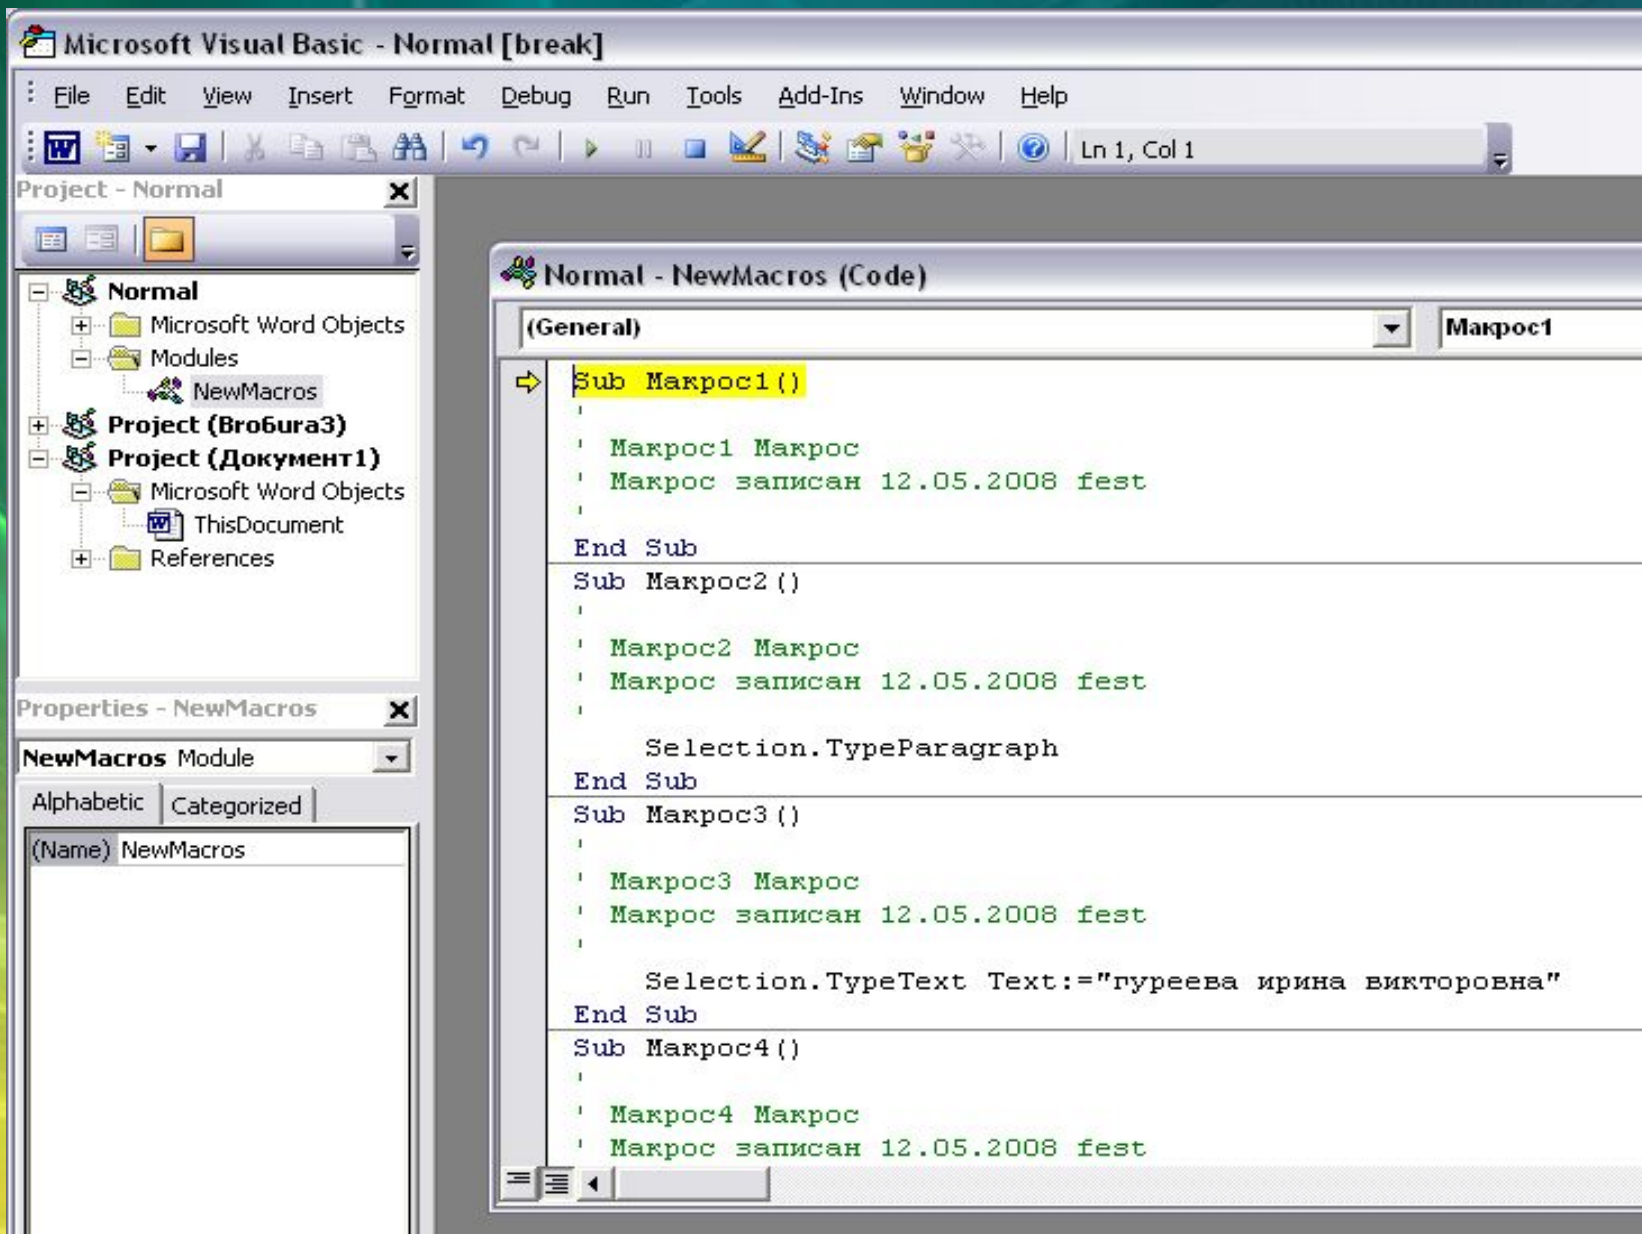 Microsoft Visual Basic - Normal [break]
File Edit View Insert Format Debug Run Tools Add-Ins Window Help
Ln 1, Col 1
Project - Normal
Normal
Microsoft Word Objects
Modules
NewMacros
Project (Bro6ura3)
Project (Документ1)
Microsoft Word Objects
ThisDocument
References
Properties - NewMacros
NewMacros Module
Alphabetic Categorized
(Name) NewMacros
Normal - NewMacros (Code)
(General) Макрос1
Sub Макрос1()
'
' Макрос1 Макрос
' Макрос записан 12.05.2008 fest
'
End Sub
Sub Макрос2()
'
' Макрос2 Макрос
' Макрос записан 12.05.2008 fest
'
Selection.TypeParagraph
End Sub
Sub Макрос3()
'
' Макрос3 Макрос
' Макрос записан 12.05.2008 fest
'
Selection.TypeText Text:="гуреева ирина викторовна"
End Sub
Sub Макрос4()
'
' Макрос4 Макрос
' Макрос записан 12.05.2008 fest